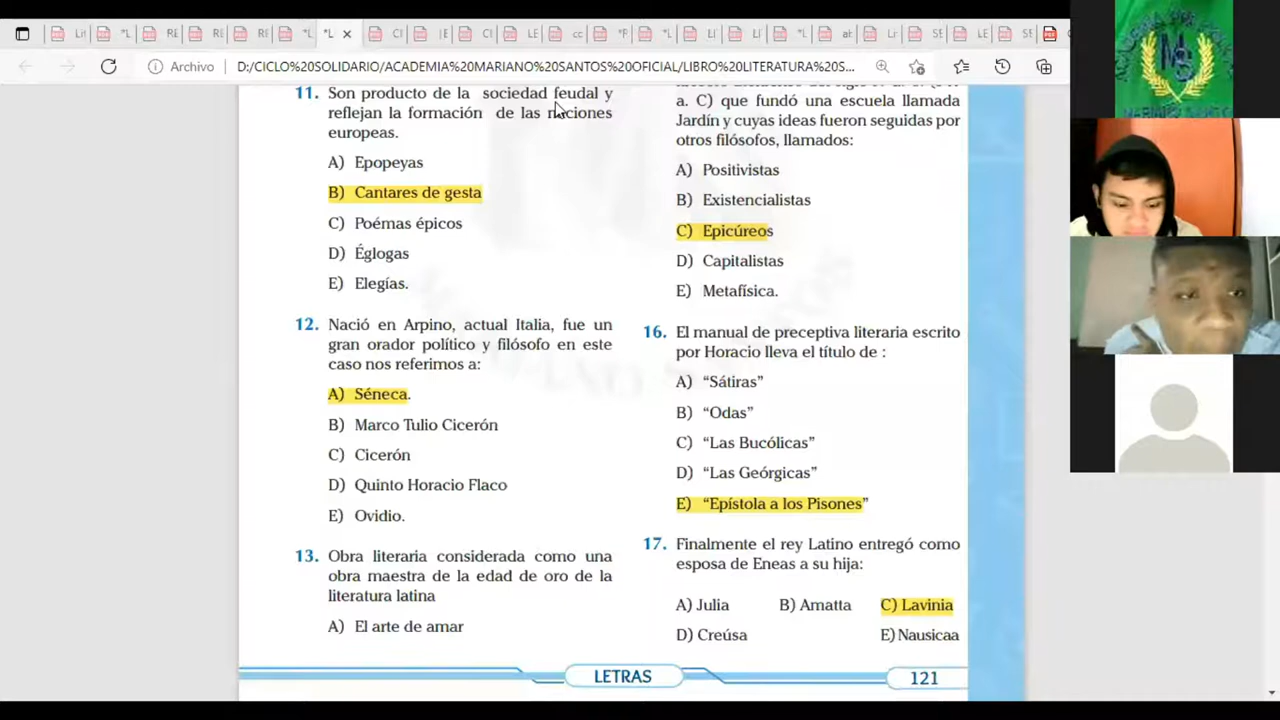 Archivo
D:/CICLO%20SOLIDARIO/ACADEMIA%20MARIANO%20SANTOS%20OFICIAL/LIBRO%20LITERATURA%20S...
11. Son producto de la sociedad feudal y
reflejan la formación de las naciones
europeas.
A) Epopeyas
B) Cantares de gesta
C) Poémas épicos
D) Églogas
E) Elegías.
12. Nació en Arpino, actual Italia, fue un
gran orador político y filósofo en este
caso nos referimos a:
A) Séneca.
B) Marco Tulio Cicerón
C) Cicerón
D) Quinto Horacio Flaco
E) Ovidio.
13. Obra literaria considerada como una
obra maestra de la edad de oro de la
literatura latina
A) El arte de amar
a. C) que fundó una escuela llamada
Jardín y cuyas ideas fueron seguidas por
otros filósofos, llamados:
A) Positivistas
B) Existencialistas
C) Epicúreos
D) Capitalistas
E) Metafísica.
16. El manual de preceptiva literaria escrito
por Horacio lleva el título de :
A) “Sátiras”
B) “Odas”
C) “Las Bucólicas”
D) “Las Geórgicas”
E) “Epístola a los Pisones”
17. Finalmente el rey Latino entregó como
esposa de Eneas a su hija:
A) Julia B) Amatta C) Lavinia
D) Creúsa E) Nausicaa
LETRAS
121